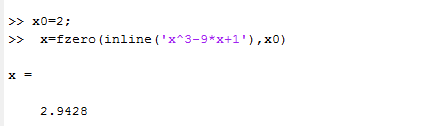 >> x0=2;
>> x=fzero(inline('x^3-9*x+1'),x0)
x =
2.9428